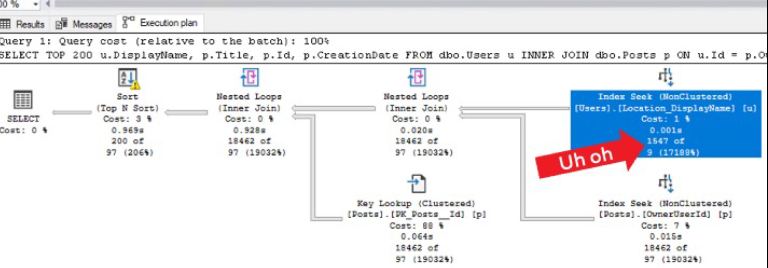 00 %
Results Messages Execution plan
Query 1: Query cost (relative to the batch): 100%
SELECT TOP 200 u.DisplayName, p.Title, p.Id, p.CreationDate FROM dbo.Users u INNER JOIN dbo.Posts p ON u.Id = p.Ow
SELECT
Cost: 0 %
Sort
(Top N Sort)
Cost: 3 %
0.969s
200 of
97 (206%)
Nested Loops
(Inner Join)
Cost: 0 %
0.928s
18462 of
97 (19032%)
Nested Loops
(Inner Join)
Cost: 0 %
0.020s
18462 of
97 (19032%)
Index Seek (NonClustered)
[Users].[Location_DisplayName] [u]
Cost: 1 %
0.001s
1547 of
9 (17188%)
Uh oh
Key Lookup (Clustered)
[Posts].[PK_Posts__Id] [p]
Cost: 88 %
0.064s
18462 of
97 (19032%)
Index Seek (NonClustered)
[Posts].[OwnerUserId] [p]
Cost: 7 %
0.015s
18462 of
97 (19032%)